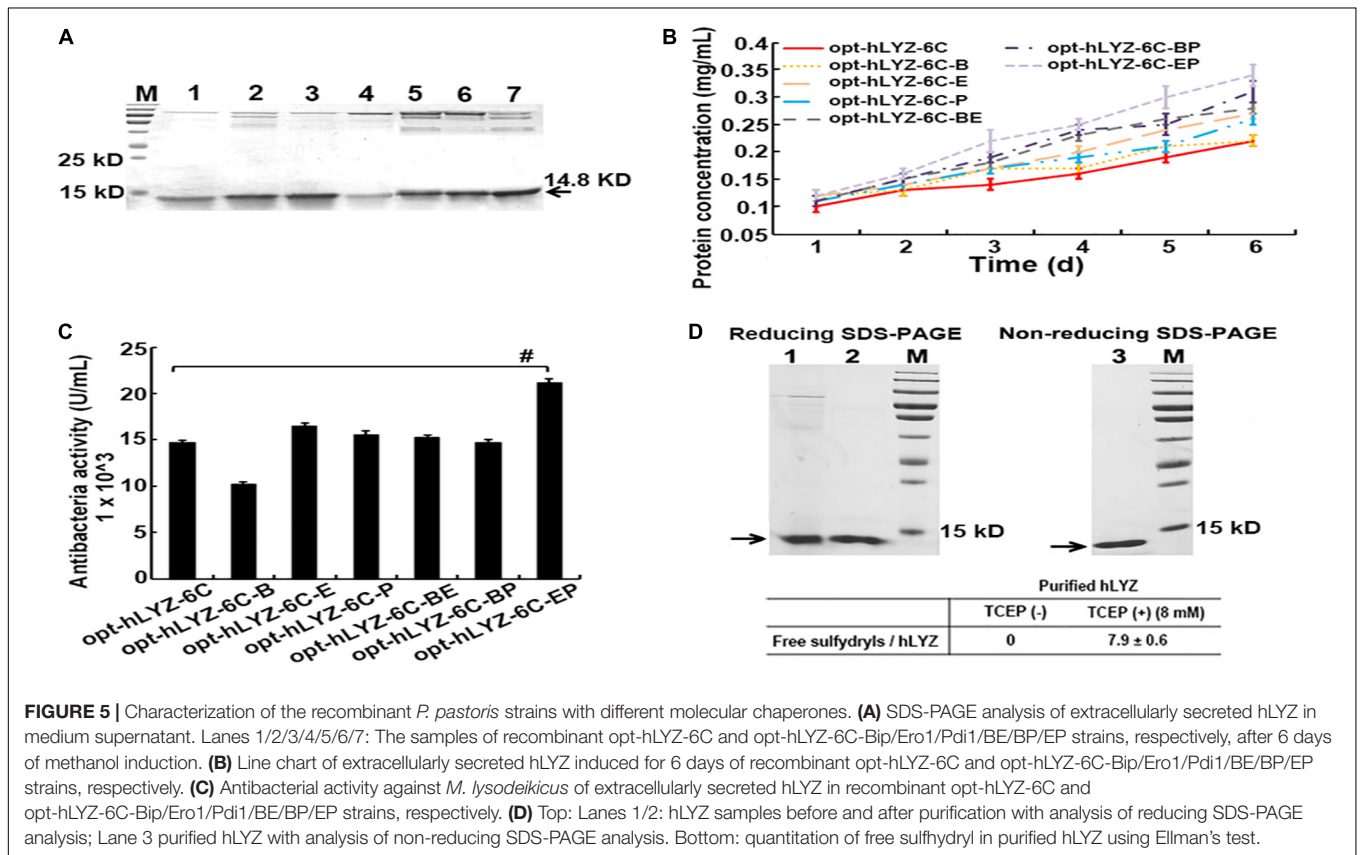 A
M 1 2 3 4 5 6 7
25 kD
15 kD
14.8 KD
B
Protein concentration (mg/mL)
0.4
0.35
0.3
0.25
0.2
0.15
0.1
0.05
opt-hLYZ-6C
opt-hLYZ-6C-B
opt-hLYZ-6C-E
opt-hLYZ-6C-P
opt-hLYZ-6C-BE
opt-hLYZ-6C-BP
opt-hLYZ-6C-EP
1 2 3 4 5 6
Time (d)
C
Antibacteria activity (U/mL)
1 x 10^3
25
20
15
10
5
0
#
opt-hLYZ-6C
opt-hLYZ-6C-B
opt-hLYZ-6C-E
opt-hLYZ-6C-P
opt-hLYZ-6C-BE
opt-hLYZ-6C-BP
opt-hLYZ-6C-EP
D
Reducing SDS-PAGE
1 2 M
15 kD
Non-reducing SDS-PAGE
3 M
15 kD
Purified hLYZ
TCEP (-) TCEP (+) (8 mM)
Free sulfydryls / hLYZ 0 7.9 ± 0.6
FIGURE 5 | Characterization of the recombinant P. pastoris strains with different molecular chaperones. (A) SDS-PAGE analysis of extracellularly secreted hLYZ in
medium supernatant. Lanes 1/2/3/4/5/6/7: The samples of recombinant opt-hLYZ-6C and opt-hLYZ-6C-Bip/Ero1/Pdi1/BE/BP/EP strains, respectively, after 6 days
of methanol induction. (B) Line chart of extracellularly secreted hLYZ induced for 6 days of recombinant opt-hLYZ-6C and opt-hLYZ-6C-Bip/Ero1/Pdi1/BE/BP/EP
strains, respectively. (C) Antibacterial activity against M. lysodeikicus of extracellularly secreted hLYZ in recombinant opt-hLYZ-6C and
opt-hLYZ-6C-Bip/Ero1/Pdi1/BE/BP/EP strains, respectively. (D) Top: Lanes 1/2: hLYZ samples before and after purification with analysis of reducing SDS-PAGE
analysis; Lane 3 purified hLYZ with analysis of non-reducing SDS-PAGE analysis. Bottom: quantitation of free sulfhydryl in purified hLYZ using Ellman's test.